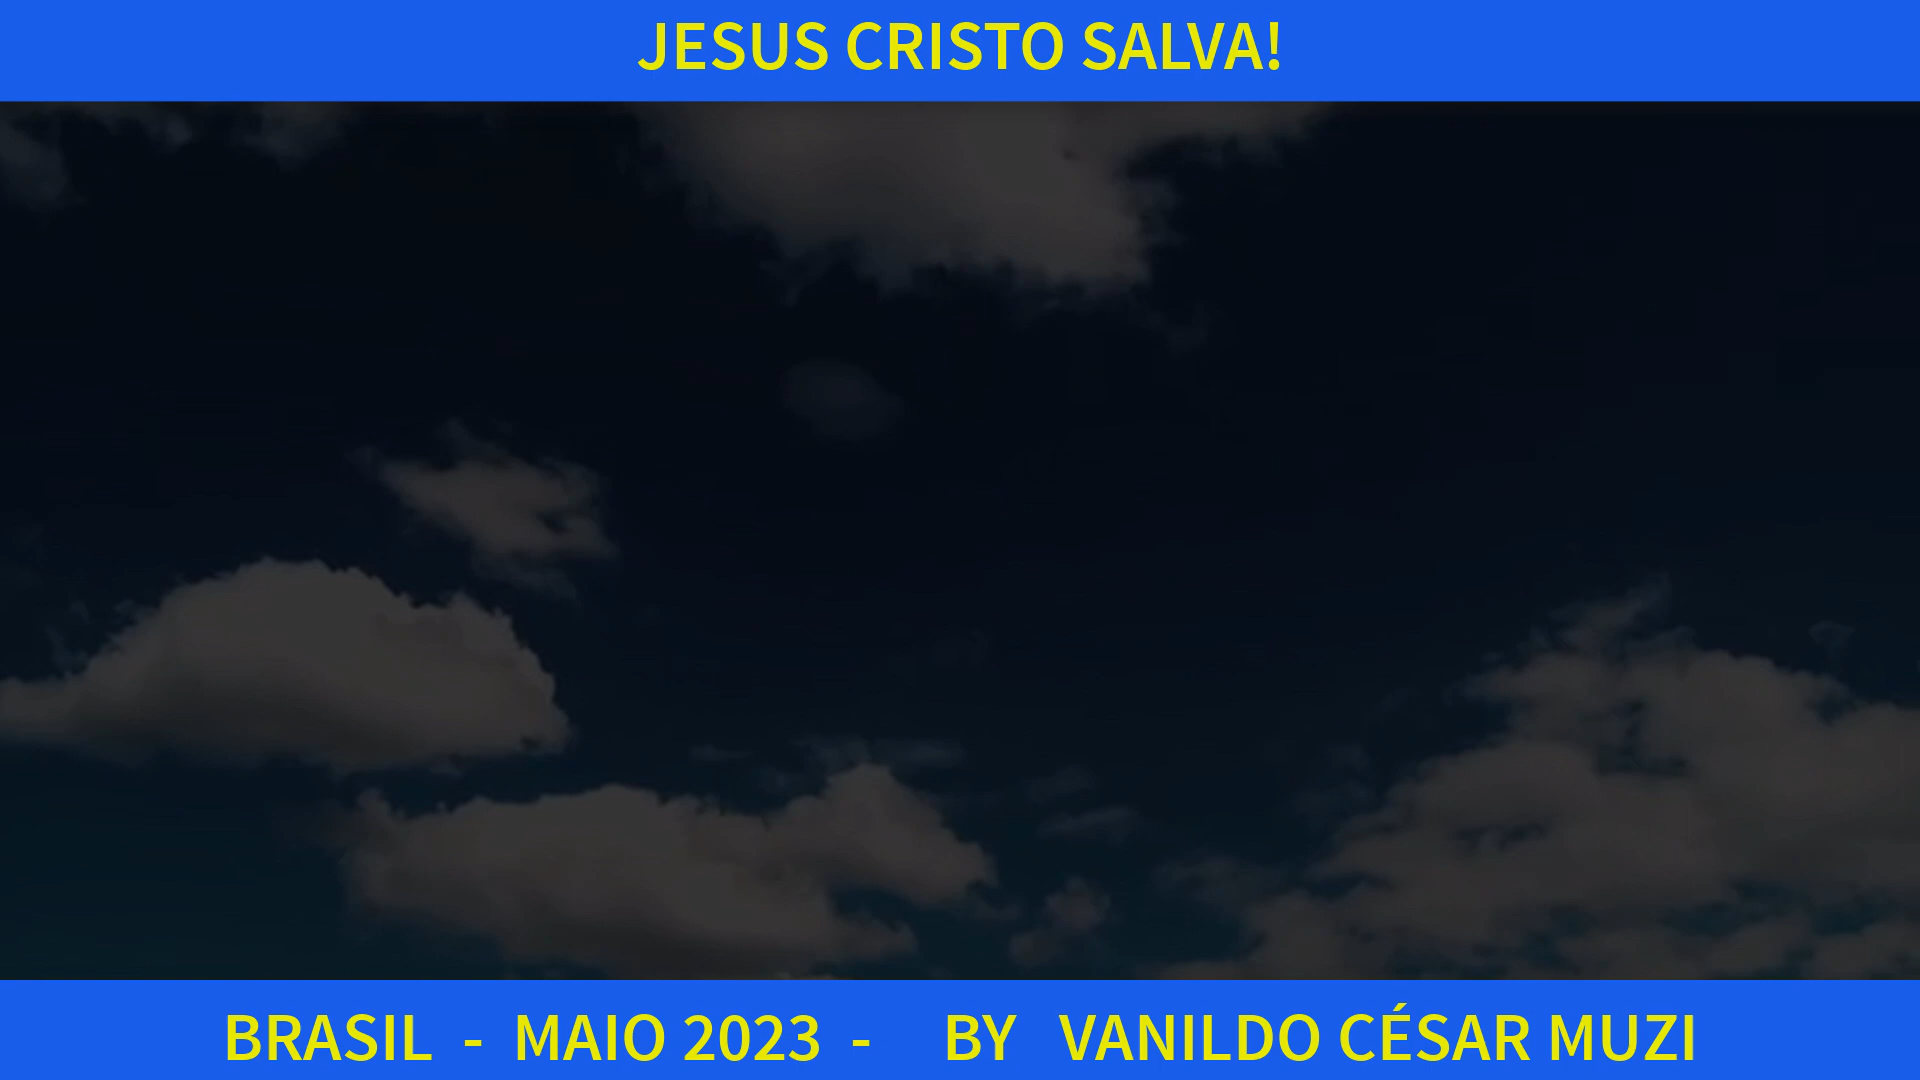 JESUS CRISTO SALVA!
BRASIL - MAIO 2023 - BY VANILDO CÉSAR MUZI